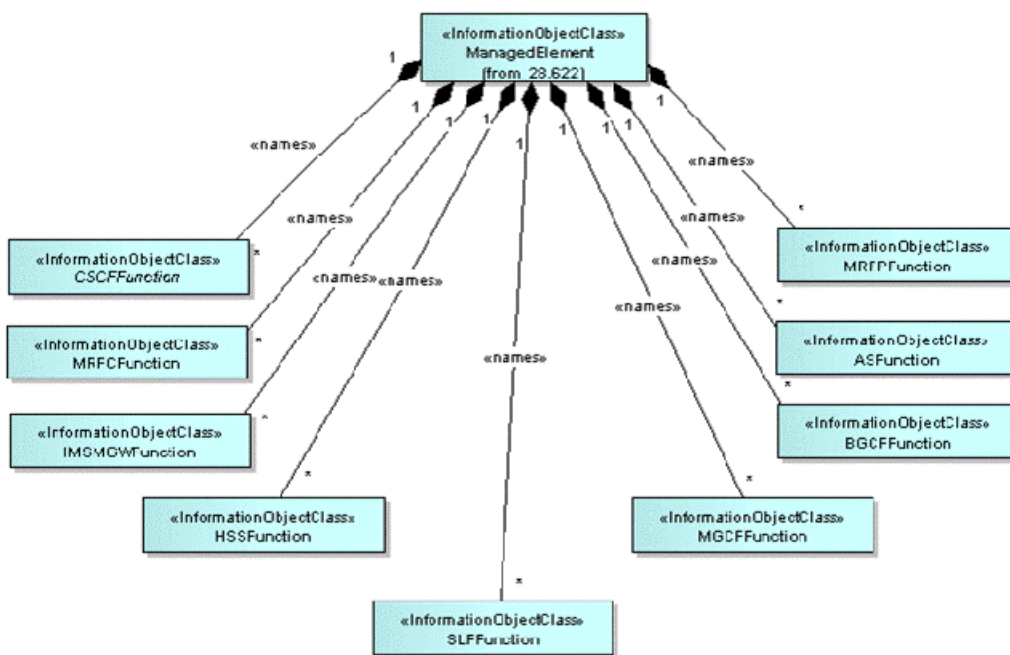 «InformationObjectClass»
ManagedElement
(from 28.622)
1
1
1
1
1
1
1
1
1
«names»
«names»
«names»
«names»
«names»
«names»
«names»
«names»
«names»
*
«InformationObjectClass»
CSCFFunction
*
«InformationObjectClass»
MRFCFunction
*
«InformationObjectClass»
IMSMGWFunction
*
«InformationObjectClass»
HSSFunction
*
«InformationObjectClass»
SLFFunction
*
«InformationObjectClass»
MGCFFunction
*
«InformationObjectClass»
BGCFFunction
*
«InformationObjectClass»
ASFunction
*
«InformationObjectClass»
MRFPFunction